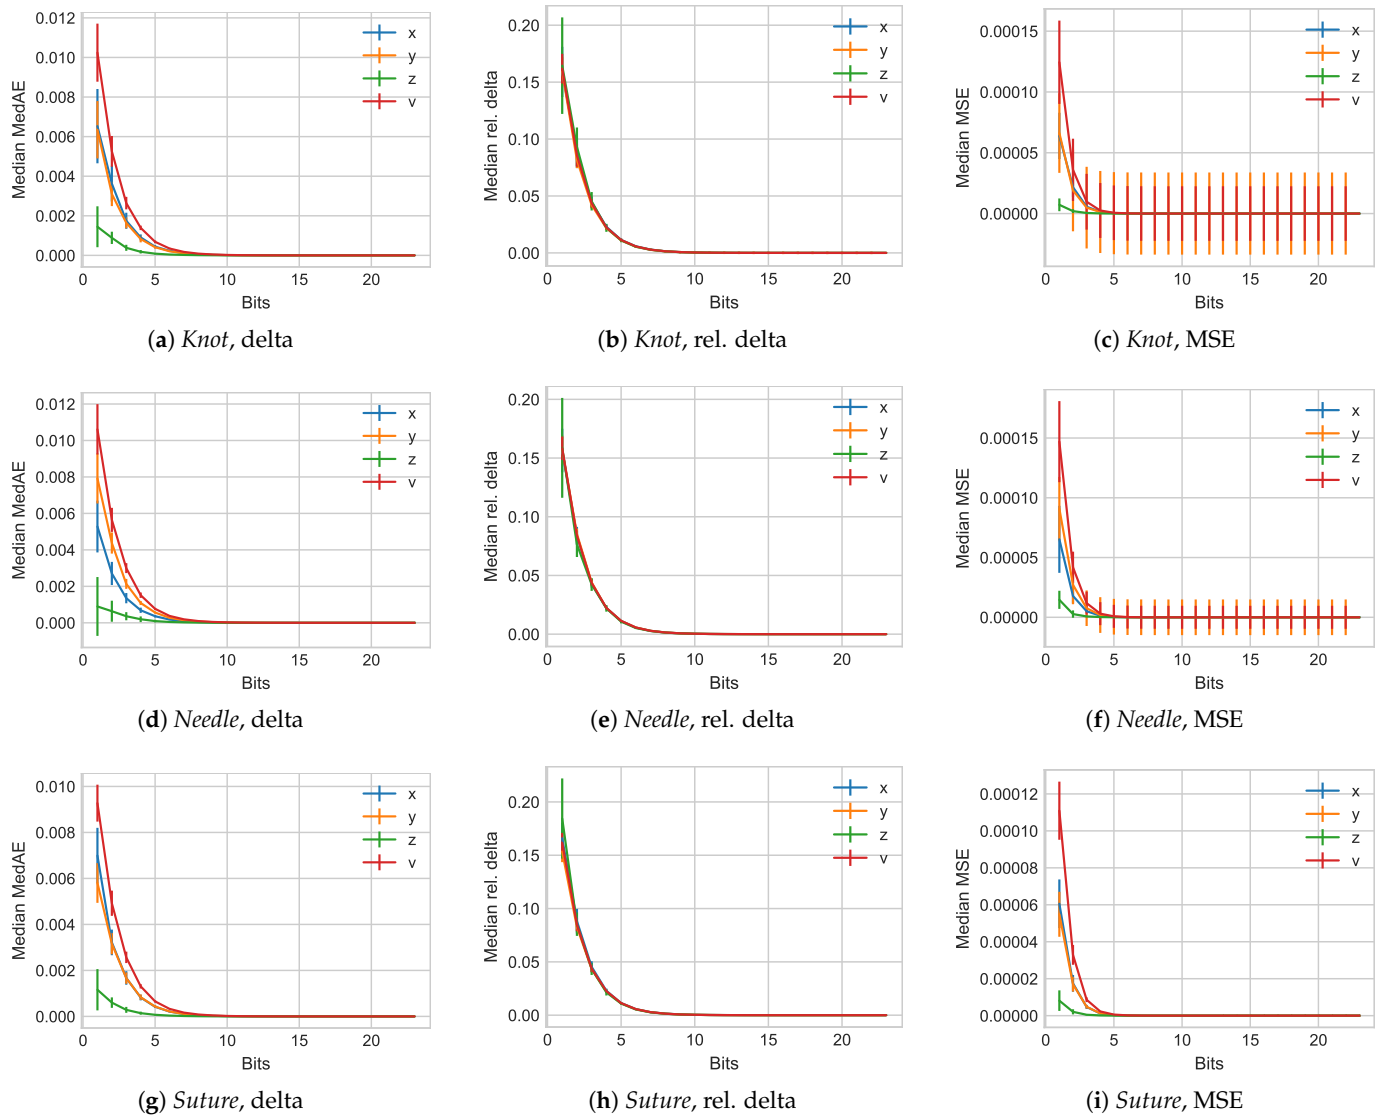 0.012
0.010
0.008
0.006
0.004
0.002
0.000
Median MedAE
0 5 10 15 20
Bits
x
y
z
v
(a) Knot, delta
0.20
0.15
0.10
0.05
0.00
Median rel. delta
0 5 10 15 20
Bits
x
y
z
v
(b) Knot, rel. delta
0.00015
0.00010
0.00005
0.00000
Median MSE
0 5 10 15 20
Bits
x
y
z
v
(c) Knot, MSE
0.012
0.010
0.008
0.006
0.004
0.002
0.000
Median MedAE
0 5 10 15 20
Bits
x
y
z
v
(d) Needle, delta
0.20
0.15
0.10
0.05
0.00
Median rel. delta
0 5 10 15 20
Bits
x
y
z
v
(e) Needle, rel. delta
0.00015
0.00010
0.00005
0.00000
Median MSE
0 5 10 15 20
Bits
x
y
z
v
(f) Needle, MSE
0.010
0.008
0.006
0.004
0.002
0.000
Median MedAE
0 5 10 15 20
Bits
x
y
z
v
(g) Suture, delta
0.20
0.15
0.10
0.05
0.00
Median rel. delta
0 5 10 15 20
Bits
x
y
z
v
(h) Suture, rel. delta
0.00012
0.00010
0.00008
0.00006
0.00004
0.00002
0.00000
Median MSE
0 5 10 15 20
Bits
x
y
z
v
(i) Suture, MSE